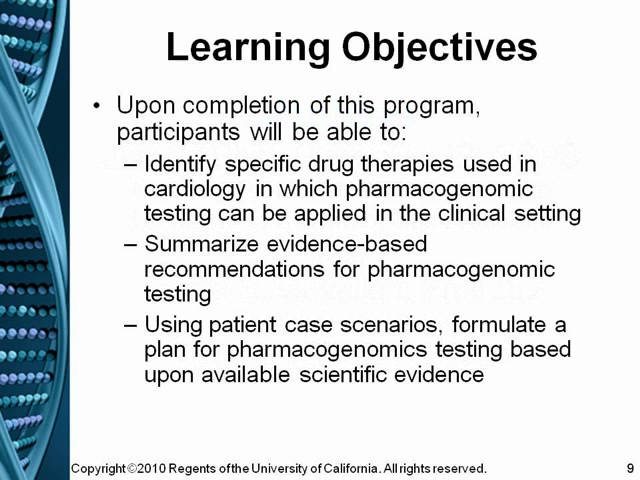 Learning Objectives
• Upon completion of this program,
participants will be able to:
– Identify specific drug therapies used in
cardiology in which pharmacogenomic
testing can be applied in the clinical setting
– Summarize evidence-based
recommendations for pharmacogenomic
testing
– Using patient case scenarios, formulate a
plan for pharmacogenomics testing based
upon available scientific evidence
Copyright ©2010 Regents of the University of California. All rights reserved. 9